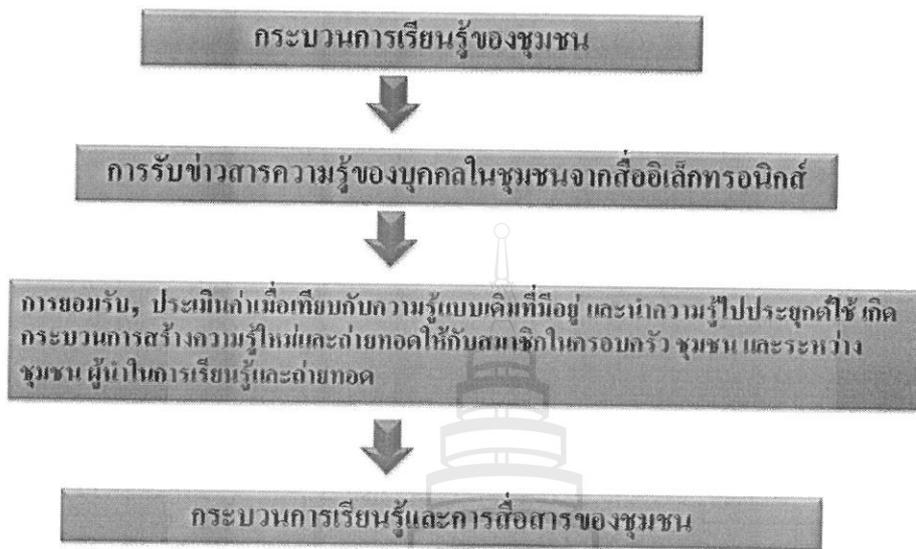 กระบวนการเรียนรู้ของชุมชน
การรับข่าวสารความรู้ของบุคคลในชุมชนจากสื่ออิเล็กทรอนิกส์
การยอมรับ, ประเมินค่าเมื่อเทียบกับความรู้แบบเดิมที่มีอยู่ และนำความรู้ไปประยุกต์ใช้ เกิด
กระบวนการสร้างความรู้ใหม่และถ่ายทอดให้กับสมาชิกในครอบครัว ชุมชน และระหว่าง
ชุมชน ผู้นำในการเรียนรู้และถ่ายทอด
กระบวนการเรียนรู้และการสื่อสารของชุมชน